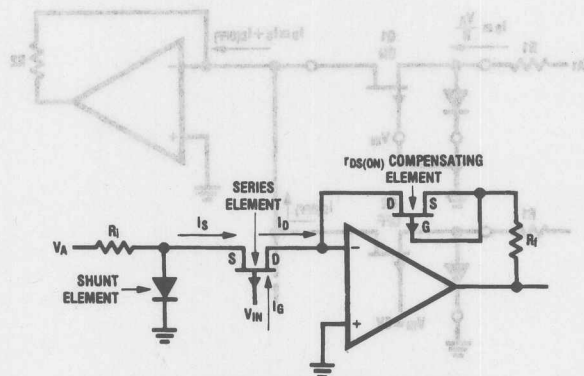 rDS(ON) COMPENSATING
ELEMENT
SERIES
ELEMENT
D S
G
Ri
IS
ID
VA
S D
−
Rf
SHUNT
ELEMENT
VIN
IG
+